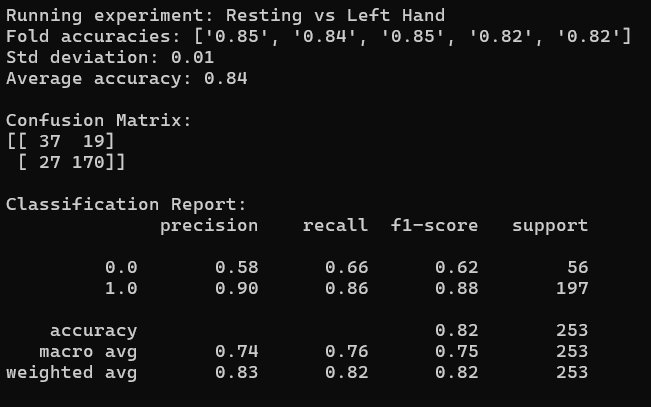 Running experiment: Resting vs Left Hand
Fold accuracies: ['0.85', '0.84', '0.85', '0.82', '0.82']
Std deviation: 0.01
Average accuracy: 0.84
Confusion Matrix:
[[ 37  19]
 [ 27 170]]
Classification Report:
              precision    recall  f1-score   support
         0.0       0.58      0.66      0.62        56
         1.0       0.90      0.86      0.88       197
    accuracy                           0.82       253
   macro avg       0.74      0.76      0.75       253
weighted avg       0.83      0.82      0.82       253